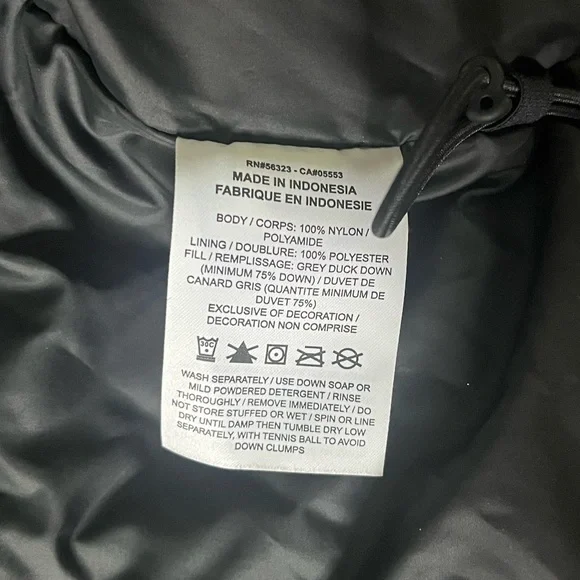 RN#56323 - CA#05553
MADE IN INDONESIA
FABRIQUE EN INDONESIE
BODY / CORPS: 100% NYLON /
POLYAMIDE
LINING / DOUBLURE: 100% POLYESTER
FILL / REMPLISSAGE: GREY DUCK DOWN
(MINIMUM 75% DOWN) / DUVET DE
CANARD GRIS (QUANTITE MINIMUM DE
DUVET 75%)
EXCLUSIVE OF DECORATION /
DECORATION NON COMPRISE
30C
WASH SEPARATELY / USE DOWN SOAP OR
MILD POWDERED DETERGENT / RINSE
THOROUGHLY / REMOVE IMMEDIATELY / DO
NOT STORE STUFFED OR WET / SPIN OR LINE
DRY UNTIL DAMP THEN TUMBLE DRY LOW
SEPARATELY, WITH TENNIS BALL TO AVOID
DOWN CLUMPS